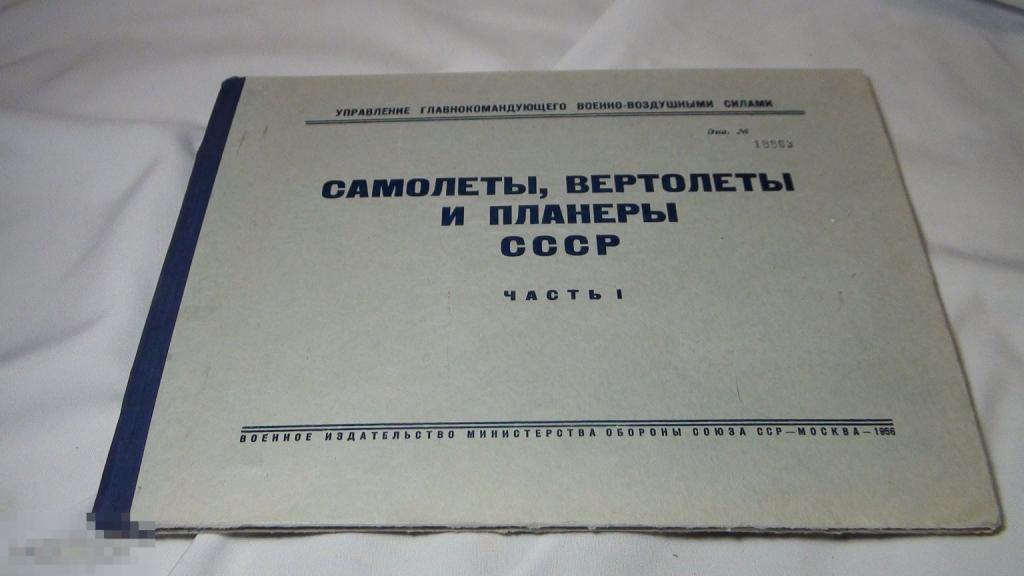 УПРАВЛЕНИЕ ГЛАВНОКОМАНДУЮЩЕГО ВОЕННО-ВОЗДУШНЫМИ СИЛАМИ
Экз. №
САМОЛЕТЫ, ВЕРТОЛЕТЫ
И ПЛАНЕРЫ
СССР
ЧАСТЬ I
ВОЕННОЕ ИЗДАТЕЛЬСТВО МИНИСТЕРСТВА ОБОРОНЫ СОЮЗА ССР—МОСКВА—1956